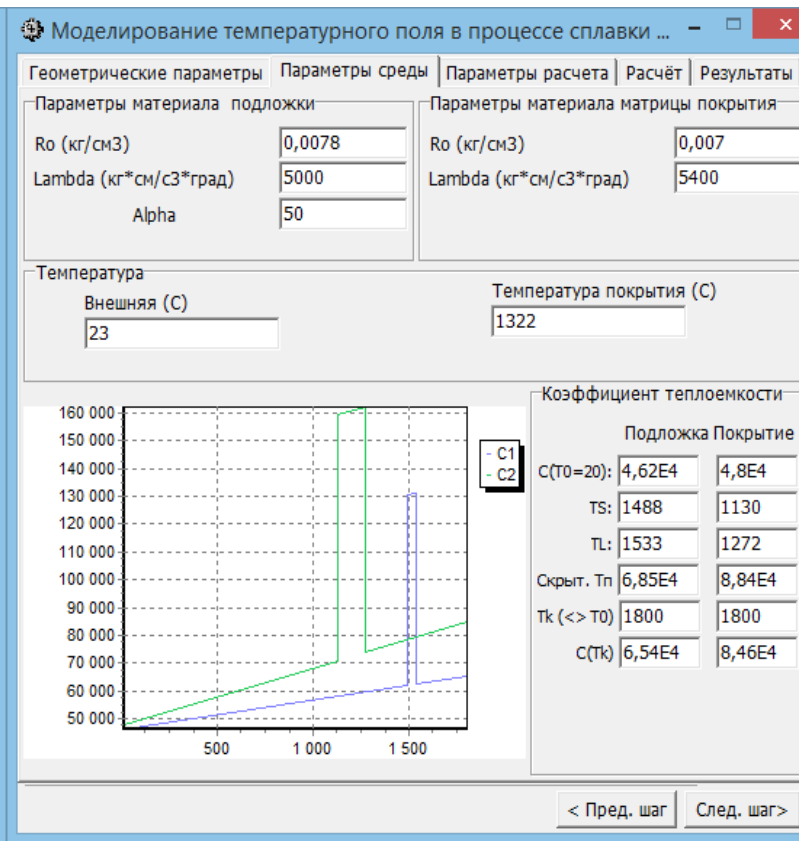 Моделирование температурного поля в процессе сплавки ...
Геометрические параметры Параметры среды Параметры расчета Расчёт Результаты
Параметры материала подложки
Ro (кг/см3) 0,0078
Lambda (кг*см/с3*град) 5000
Alpha 50
Параметры материала матрицы покрытия
Ro (кг/см3) 0,007
Lambda (кг*см/с3*град) 5400
Температура
Внешняя (С)
23
Температура покрытия (С)
1322
160 000
150 000
140 000
130 000
120 000
110 000
100 000
90 000
80 000
70 000
60 000
50 000
500 1 000 1 500
C1
C2
Коэффициент теплоемкости
Подложка Покрытие
C(T0=20): 4,62E4 4,8E4
TS: 1488 1130
TL: 1533 1272
Скрыт. Тп 6,85E4 8,84E4
Tk (<> T0) 1800 1800
C(Tk) 6,54E4 8,46E4
< Пред. шаг След. шаг>